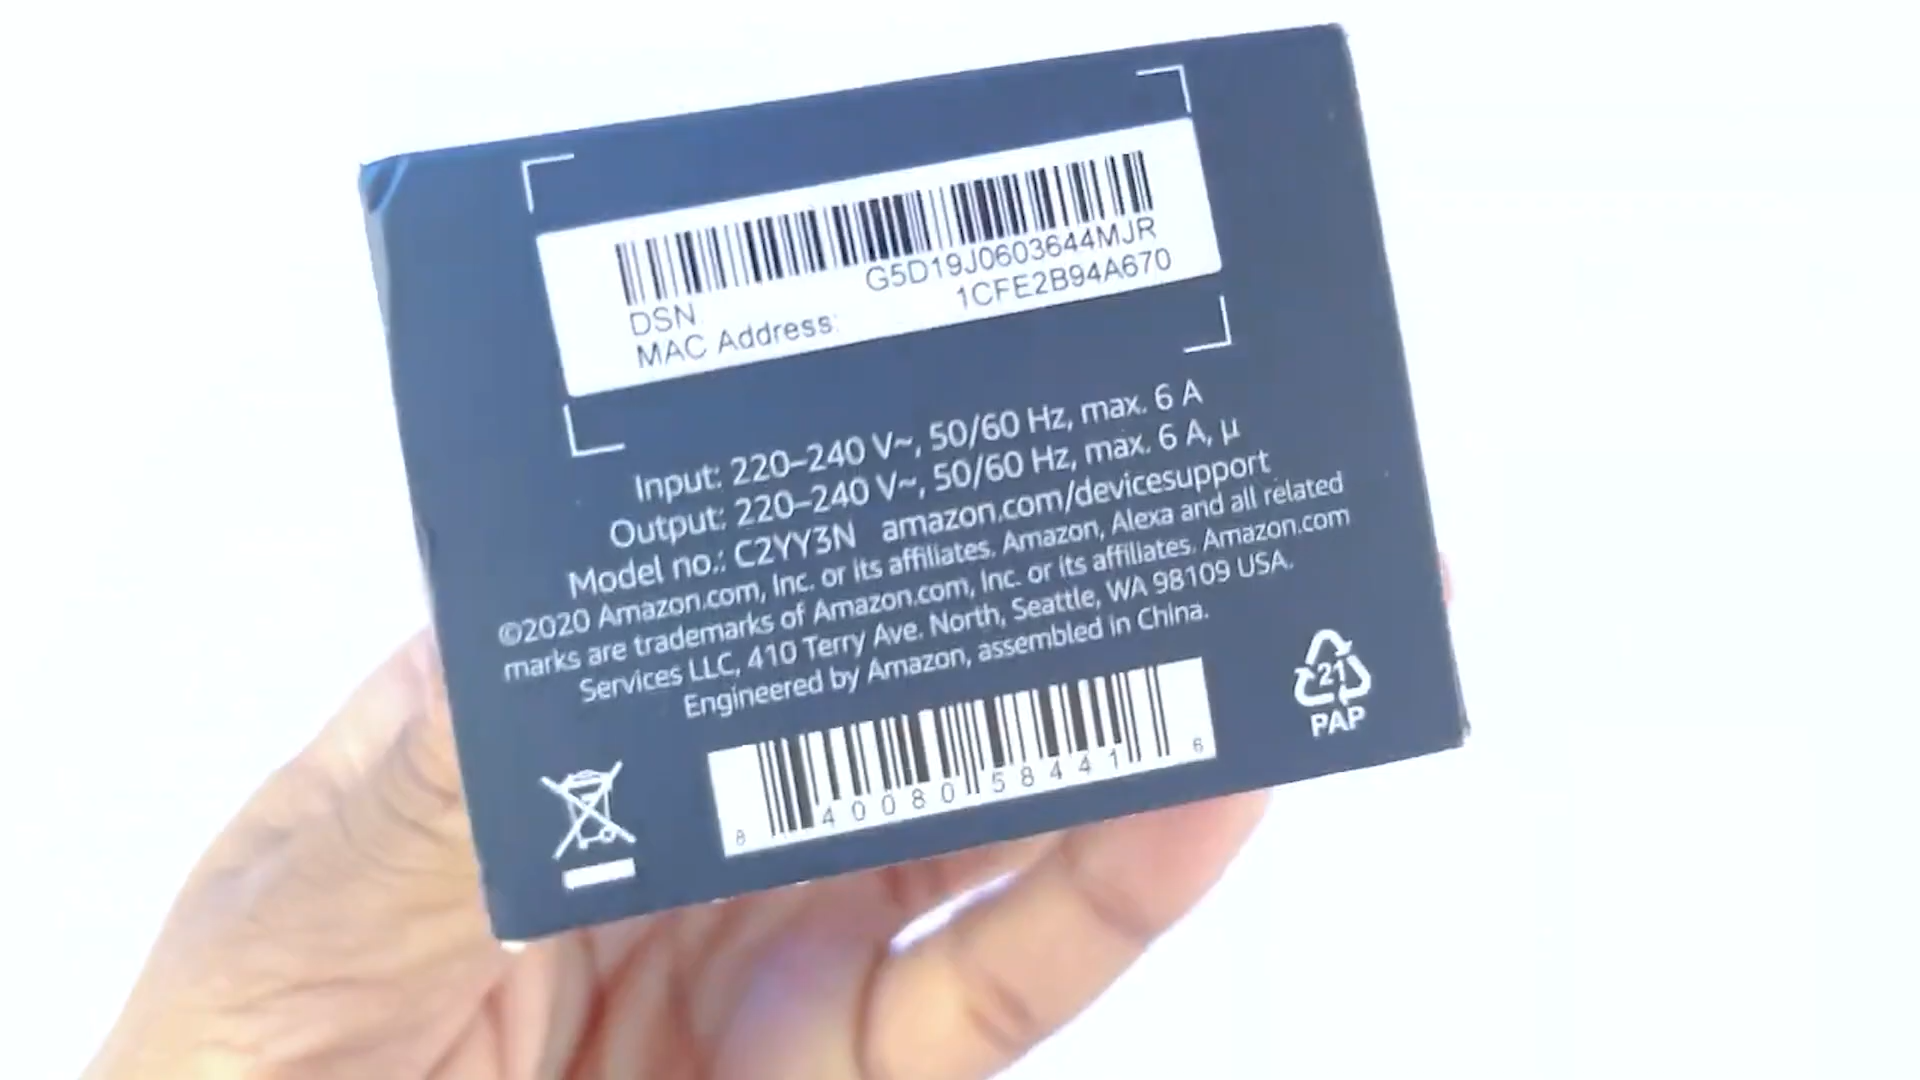 DSN: G5D19J0603644MJR
MAC Address: 1CFE2B94A670
Input: 220–240 V~, 50/60 Hz, max. 6 A
Output: 220–240 V~, 50/60 Hz, max. 6 A, μ
Model no.: C2YY3N amazon.com/devicesupport
©2020 Amazon.com, Inc. or its affiliates. Amazon, Alexa and all related
marks are trademarks of Amazon.com, Inc. or its affiliates. Amazon.com
Services LLC, 410 Terry Ave. North, Seattle, WA 98109 USA.
Engineered by Amazon, assembled in China.
8 40080 58441 6
21
PAP